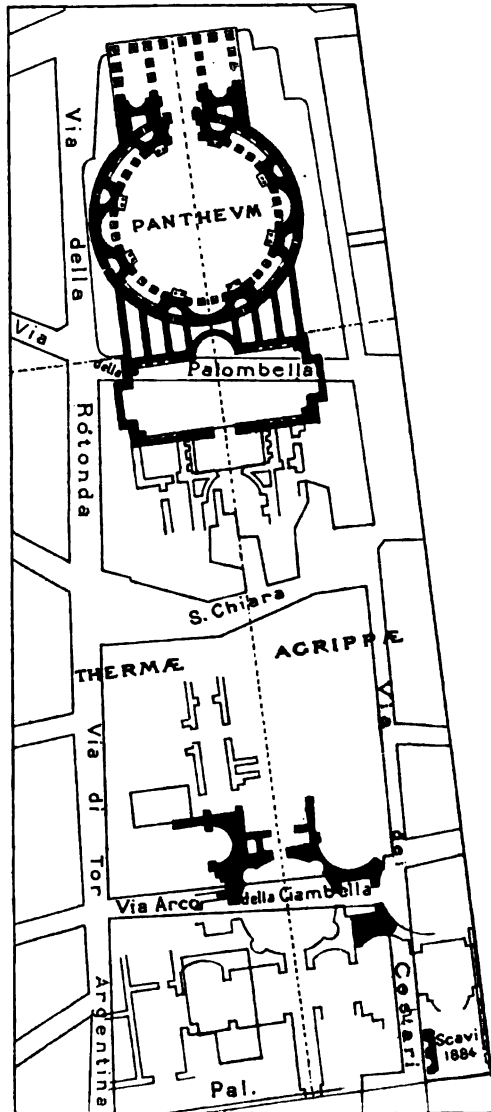 PANTHEVM
Via
della
Rotonda
Via
della
Palombella
S. Chiara
THERMÆ
AGRIPPÆ
Via
di
Tor
Argentina
Via
dei
Cestari
Via Arco
della Ciambella
Scavi
1884
Pal.